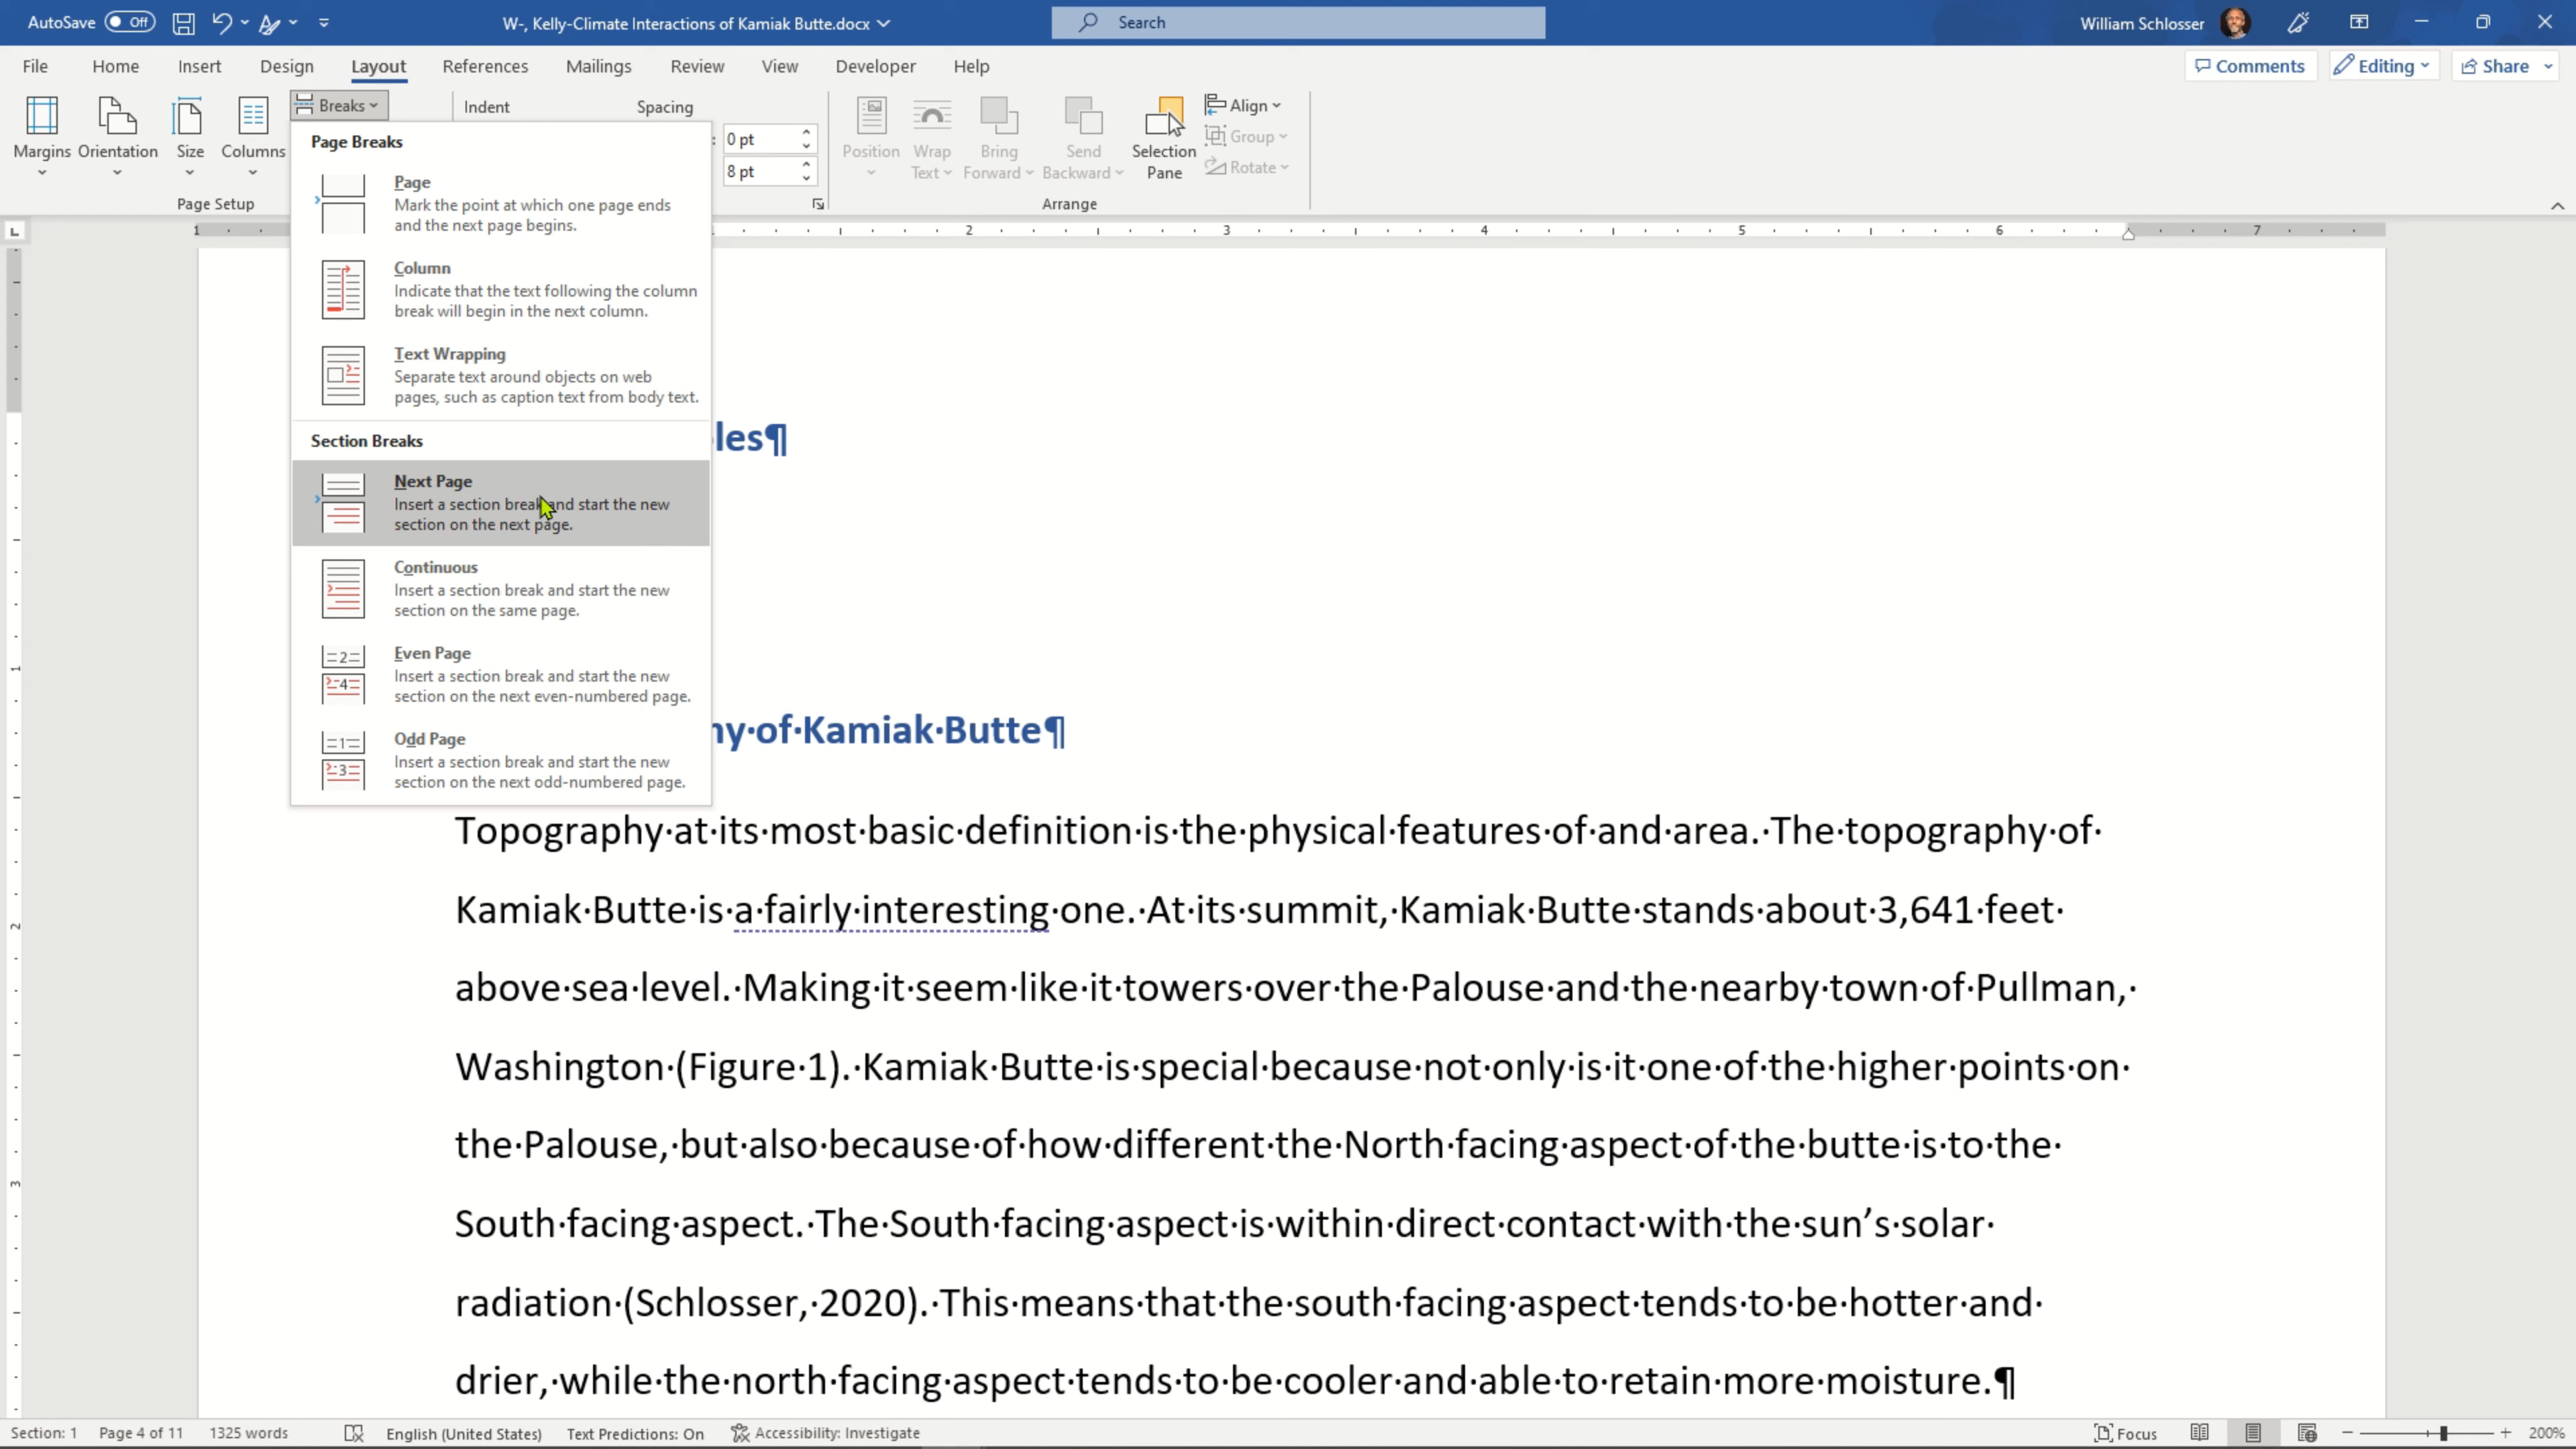 AutoSave Off
W-, Kelly-Climate Interactions of Kamiak Butte.docx
Search
William Schlosser
File Home Insert Design Layout References Mailings Review View Developer Help
Comments Editing Share
Margins Orientation Size Columns
Breaks
Indent Spacing
0 pt
8 pt
Position Wrap Text Bring Forward Send Backward Selection Pane
Align
Group
Rotate
Page Setup
Arrange
Page Breaks
Page
Mark the point at which one page ends
and the next page begins.
Column
Indicate that the text following the column
break will begin in the next column.
Text Wrapping
Separate text around objects on web
pages, such as caption text from body text.
Section Breaks
Next Page
Insert a section break and start the new
section on the next page.
Continuous
Insert a section break and start the new
section on the same page.
Even Page
Insert a section break and start the new
section on the next even-numbered page.
Odd Page
Insert a section break and start the new
section on the next odd-numbered page.
1 2 3 4 5 6 7
1
2
3
les¶
hy·of·Kamiak·Butte¶
Topography·at·its·most·basic·definition·is·the·physical·features·of·and·area.·The·topography·of·
Kamiak·Butte·is·a·fairly·interesting·one.·At·its·summit,·Kamiak·Butte·stands·about·3,641·feet·
above·sea·level.·Making·it·seem·like·it·towers·over·the·Palouse·and·the·nearby·town·of·Pullman,·
Washington·(Figure·1).·Kamiak·Butte·is·special·because·not·only·is·it·one·of·the·higher·points·on·
the·Palouse,·but·also·because·of·how·different·the·North·facing·aspect·of·the·butte·is·to·the·
South·facing·aspect.·The·South·facing·aspect·is·within·direct·contact·with·the·sun’s·solar·
radiation·(Schlosser,·2020).·This·means·that·the·south·facing·aspect·tends·to·be·hotter·and·
drier,·while·the·north·facing·aspect·tends·to·be·cooler·and·able·to·retain·more·moisture.¶
Section: 1 Page 4 of 11 1325 words English (United States) Text Predictions: On Accessibility: Investigate Focus 200%